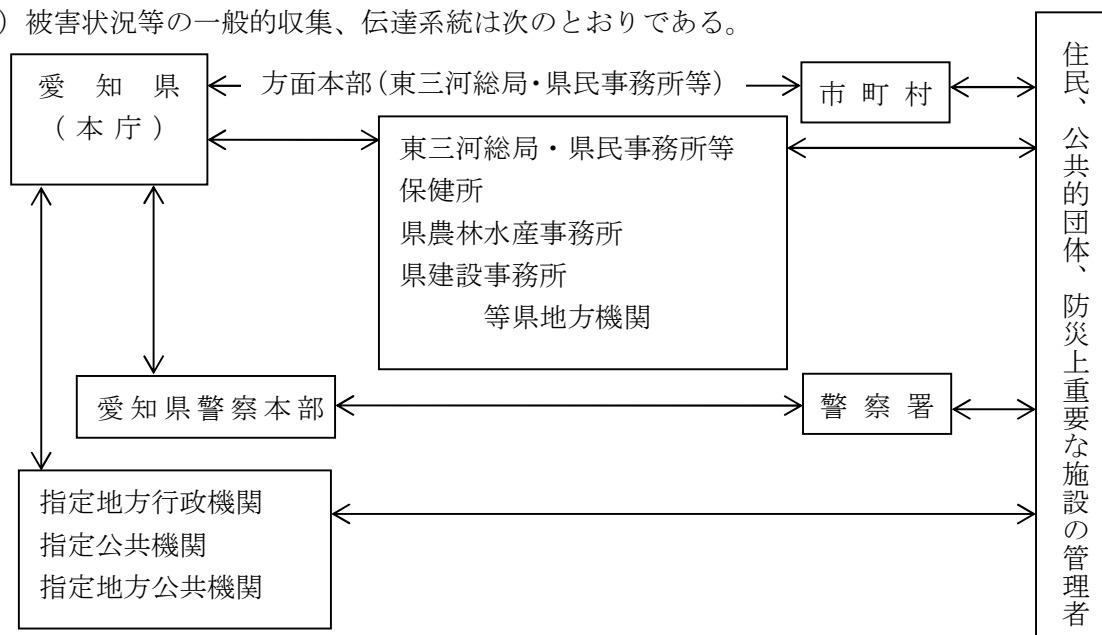 ）被害状況等の一般的収集、伝達系統は次のとおりである。
愛知県
（本庁）
方面本部（東三河総局・県民事務所等）
市町村
東三河総局・県民事務所等
保健所
県農林水産事務所
県建設事務所
等県地方機関
愛知県警察本部
警察署
指定地方行政機関
指定公共機関
指定地方公共機関
住民、公共的団体、防災上重要な施設の管理者